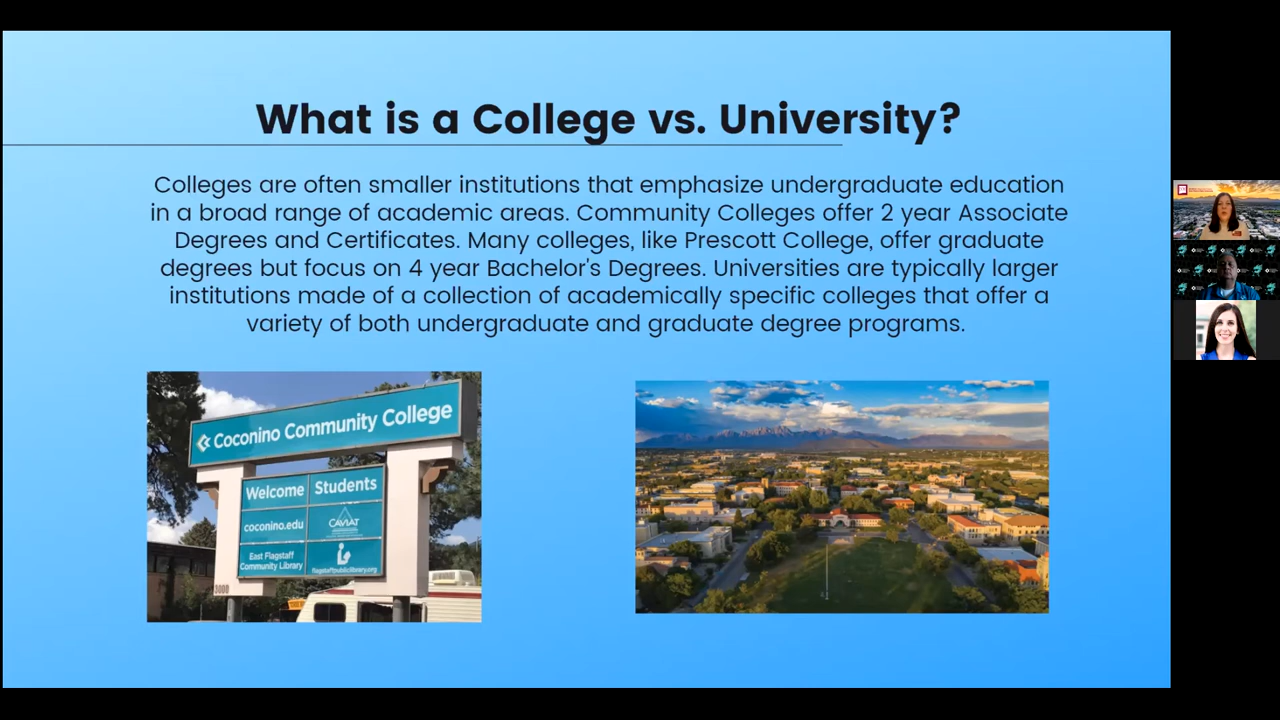 What is a College vs. University?
Colleges are often smaller institutions that emphasize undergraduate education
in a broad range of academic areas. Community Colleges offer 2 year Associate
Degrees and Certificates. Many colleges, like Prescott College, offer graduate
degrees but focus on 4 year Bachelor's Degrees. Universities are typically larger
institutions made of a collection of academically specific colleges that offer a
variety of both undergraduate and graduate degree programs.
Coconino Community College
Welcome Students
coconino.edu
CAVIAT
East Flagstaff
Community Library
flagstaffpubliclibrary.org
3000